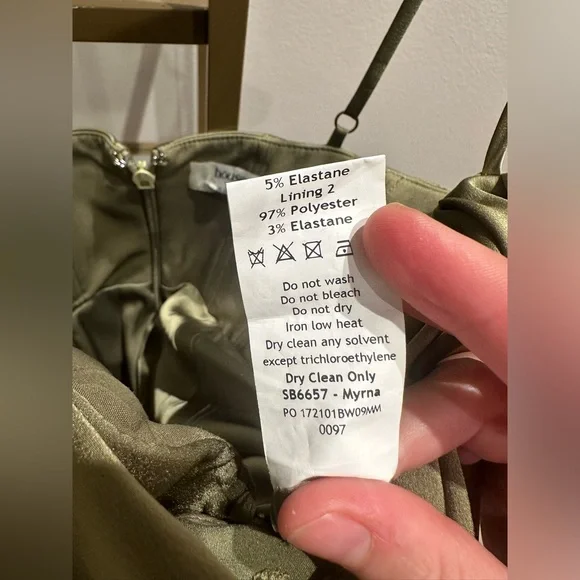 5% Elastane
Lining 2
97% Polyester
3% Elastane
Do not wash
Do not bleach
Do not dry
Iron low heat
Dry clean any solvent
except trichloroethylene
Dry Clean Only
SB6657 - Myrna
PO 172101BW09MM
0097